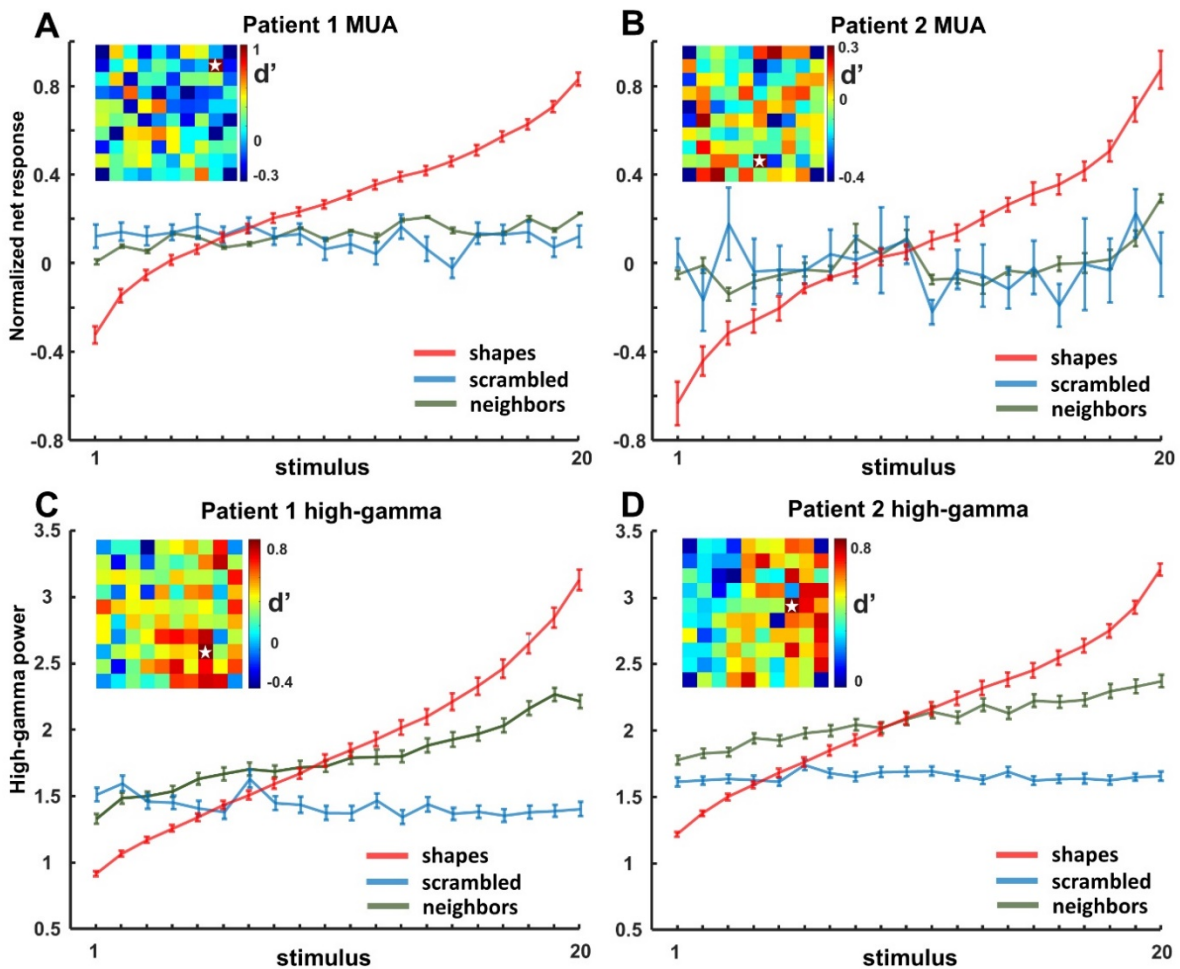 A
Patient 1 MUA
B
Patient 2 MUA
Normalized net response
0.8
0.4
0
-0.4
-0.8
1
d'
0
-0.3
shapes
scrambled
neighbors
1
20
stimulus
0.8
0.4
0
-0.4
-0.8
0.3
d'
0
-0.4
shapes
scrambled
neighbors
1
20
stimulus
C
Patient 1 high-gamma
D
Patient 2 high-gamma
High-gamma power
3.5
3
2.5
2
1.5
1
0.5
0.8
d'
0
-0.4
shapes
scrambled
neighbors
1
20
stimulus
3.5
3
2.5
2
1.5
1
0.5
0.8
d'
0
shapes
scrambled
neighbors
1
20
stimulus